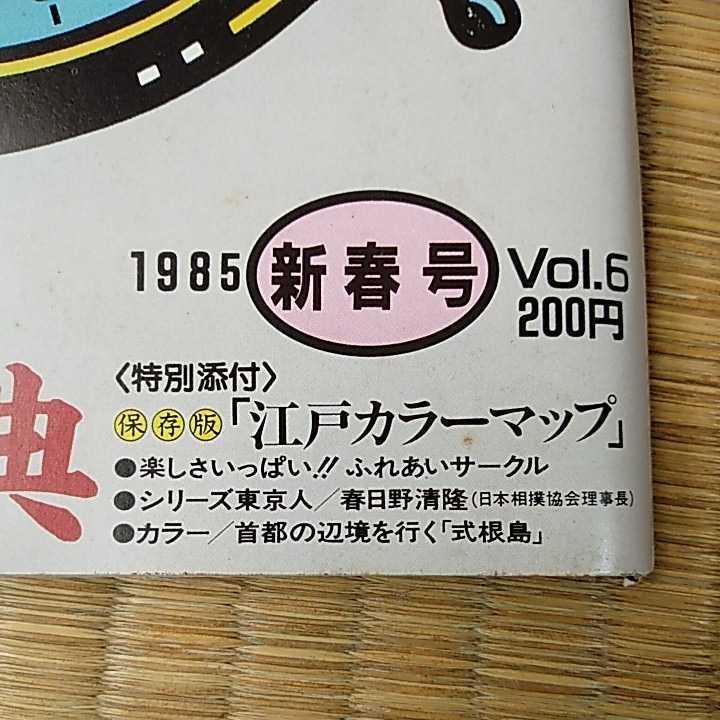 1985 新春号 Vol.6
200円
〈特別添付〉
保存版「江戸カラーマップ」
●楽しさいっぱい!! ふれあいサークル
●シリーズ東京人／春日野清隆(日本相撲協会理事長)
●カラー／首都の辺境を行く「式根島」
典